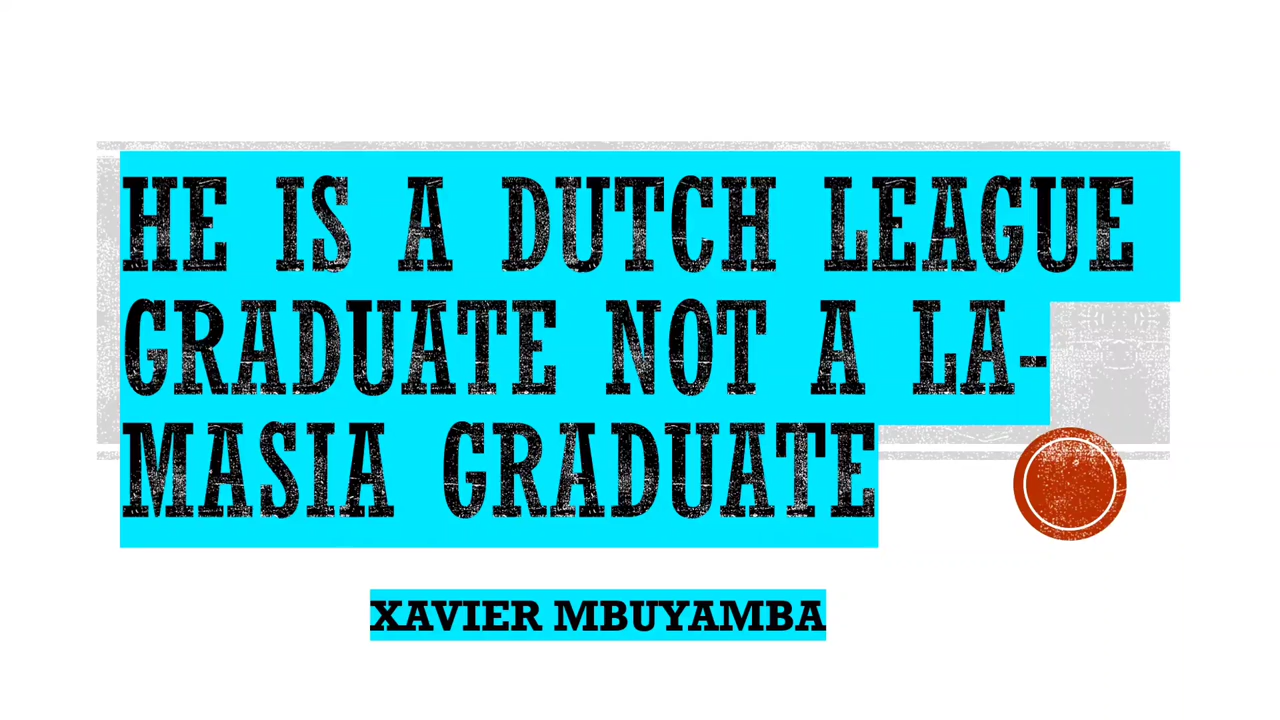 HE IS A DUTCH LEAGUE
GRADUATE NOT A LA-
MASIA GRADUATE
XAVIER MBUYAMBA